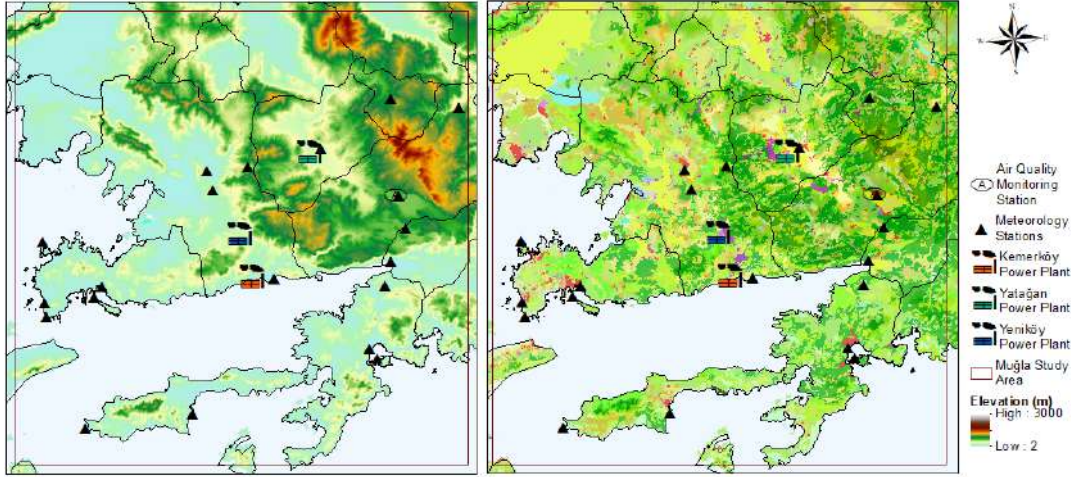 N
W
E
S
Air Quality
A
Monitoring
Station
Meteorology
Stations
Kemerköy
Power Plant
Yatağan
Power Plant
Yeniköy
Power Plant
Muğla Study
Area
Elevation (m)
High : 3000
Low : 2